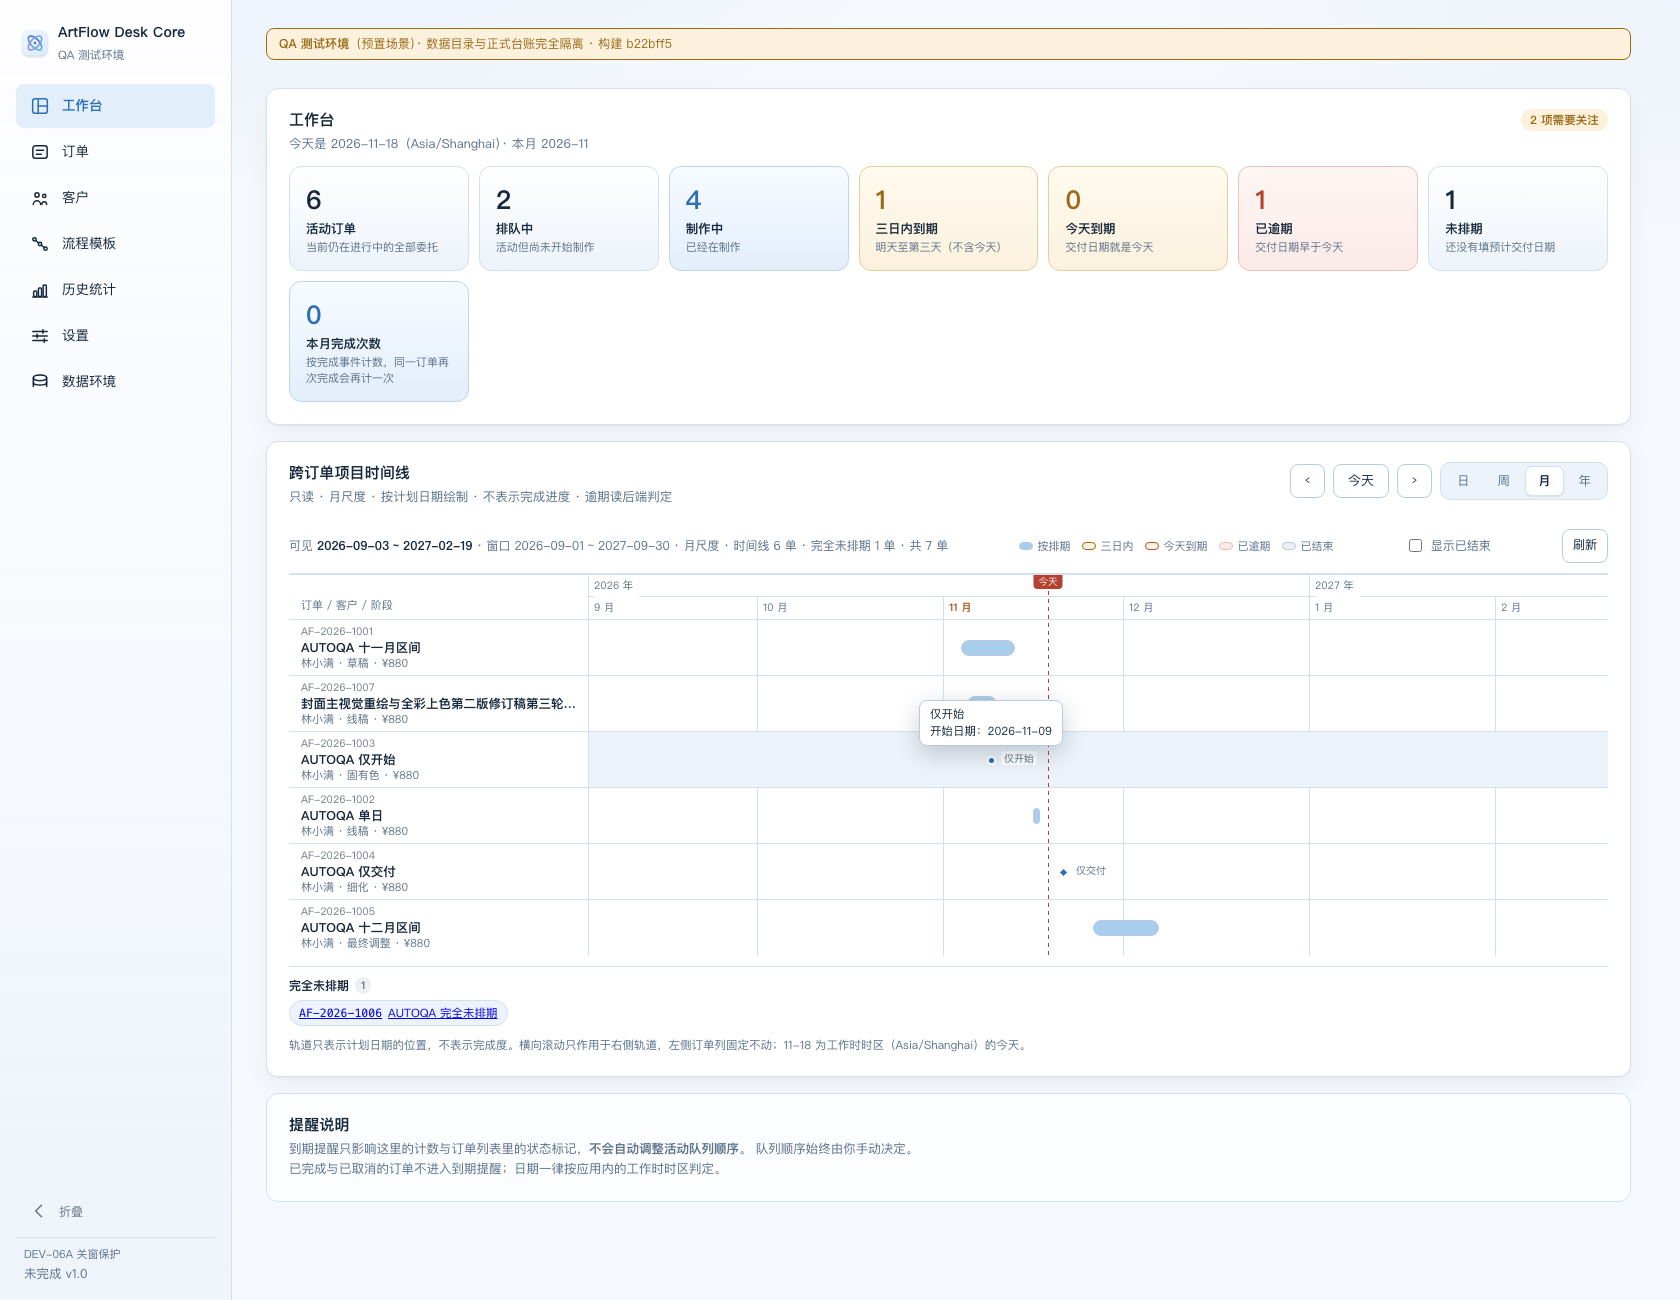 ArtFlow Desk Core
QA 测试环境
工作台
订单
客户
流程模板
历史统计
设置
数据环境
折叠
DEV-06A 关窗保护
未完成 v1.0
QA 测试环境（预置场景）· 数据目录与正式台账完全隔离 · 构建 b22bff5
工作台
2 项需要关注
今天是 2026-11-18（Asia/Shanghai）· 本月 2026-11
6
活动订单
当前仍在进行中的全部委托
2
排队中
活动但尚未开始制作
4
制作中
已经在制作
1
三日内到期
明天至第三天（不含今天）
0
今天到期
交付日期就是今天
1
已逾期
交付日期早于今天
1
未排期
还没有填预计交付日期
0
本月完成次数
按完成事件计数，同一订单再
次完成会再计一次
跨订单项目时间线
只读 · 月尺度 · 按计划日期绘制 · 不表示完成进度 · 逾期读后端判定
‹ 今天 › 日 周 月 年
可见 2026-09-03 ~ 2027-02-19 · 窗口 2026-09-01 ~ 2027-09-30 · 月尺度 · 时间线 6 单 · 完全未排期 1 单 · 共 7 单
按排期 三日内 今天到期 已逾期 已结束
显示已结束
刷新
订单 / 客户 / 阶段
2026 年 今天 2027 年
9 月 10 月 11 月 12 月 1 月 2 月
AF-2026-1001
AUTOQA 十一月区间
林小满 · 草稿 · ¥880
AF-2026-1007
封面主视觉重绘与全彩上色第二版修订稿第三轮…
林小满 · 线稿 · ¥880
仅开始
开始日期：2026-11-09
AF-2026-1003
AUTOQA 仅开始
林小满 · 固有色 · ¥880
仅开始
AF-2026-1002
AUTOQA 单日
林小满 · 线稿 · ¥880
AF-2026-1004
AUTOQA 仅交付
林小满 · 细化 · ¥880
仅交付
AF-2026-1005
AUTOQA 十二月区间
林小满 · 最终调整 · ¥880
完全未排期 1
AF-2026-1006 AUTOQA 完全未排期
轨道只表示计划日期的位置，不表示完成度。横向滚动只作用于右侧轨道，左侧订单列固定不动；11-18 为工作时时区（Asia/Shanghai）的今天。
提醒说明
到期提醒只影响这里的计数与订单列表里的状态标记，不会自动调整活动队列顺序。 队列顺序始终由你手动决定。
已完成与已取消的订单不进入到期提醒；日期一律按应用内的工作时时区判定。